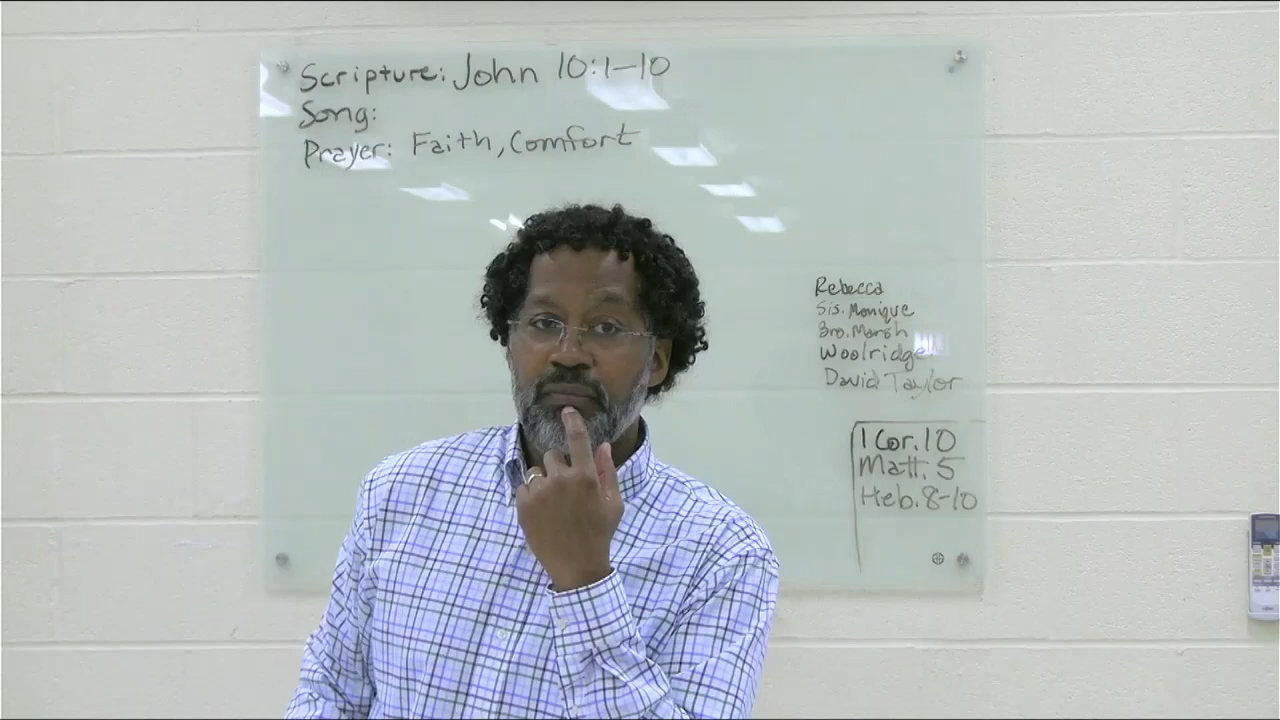 Scripture: John 10:1-10
Song:
Prayer: Faith, Comfort
Rebecca
Sis. Monique
Bro. Marsh
Woolridge
David Taylor
1 Cor. 10
Matt. 5
Heb. 8-10